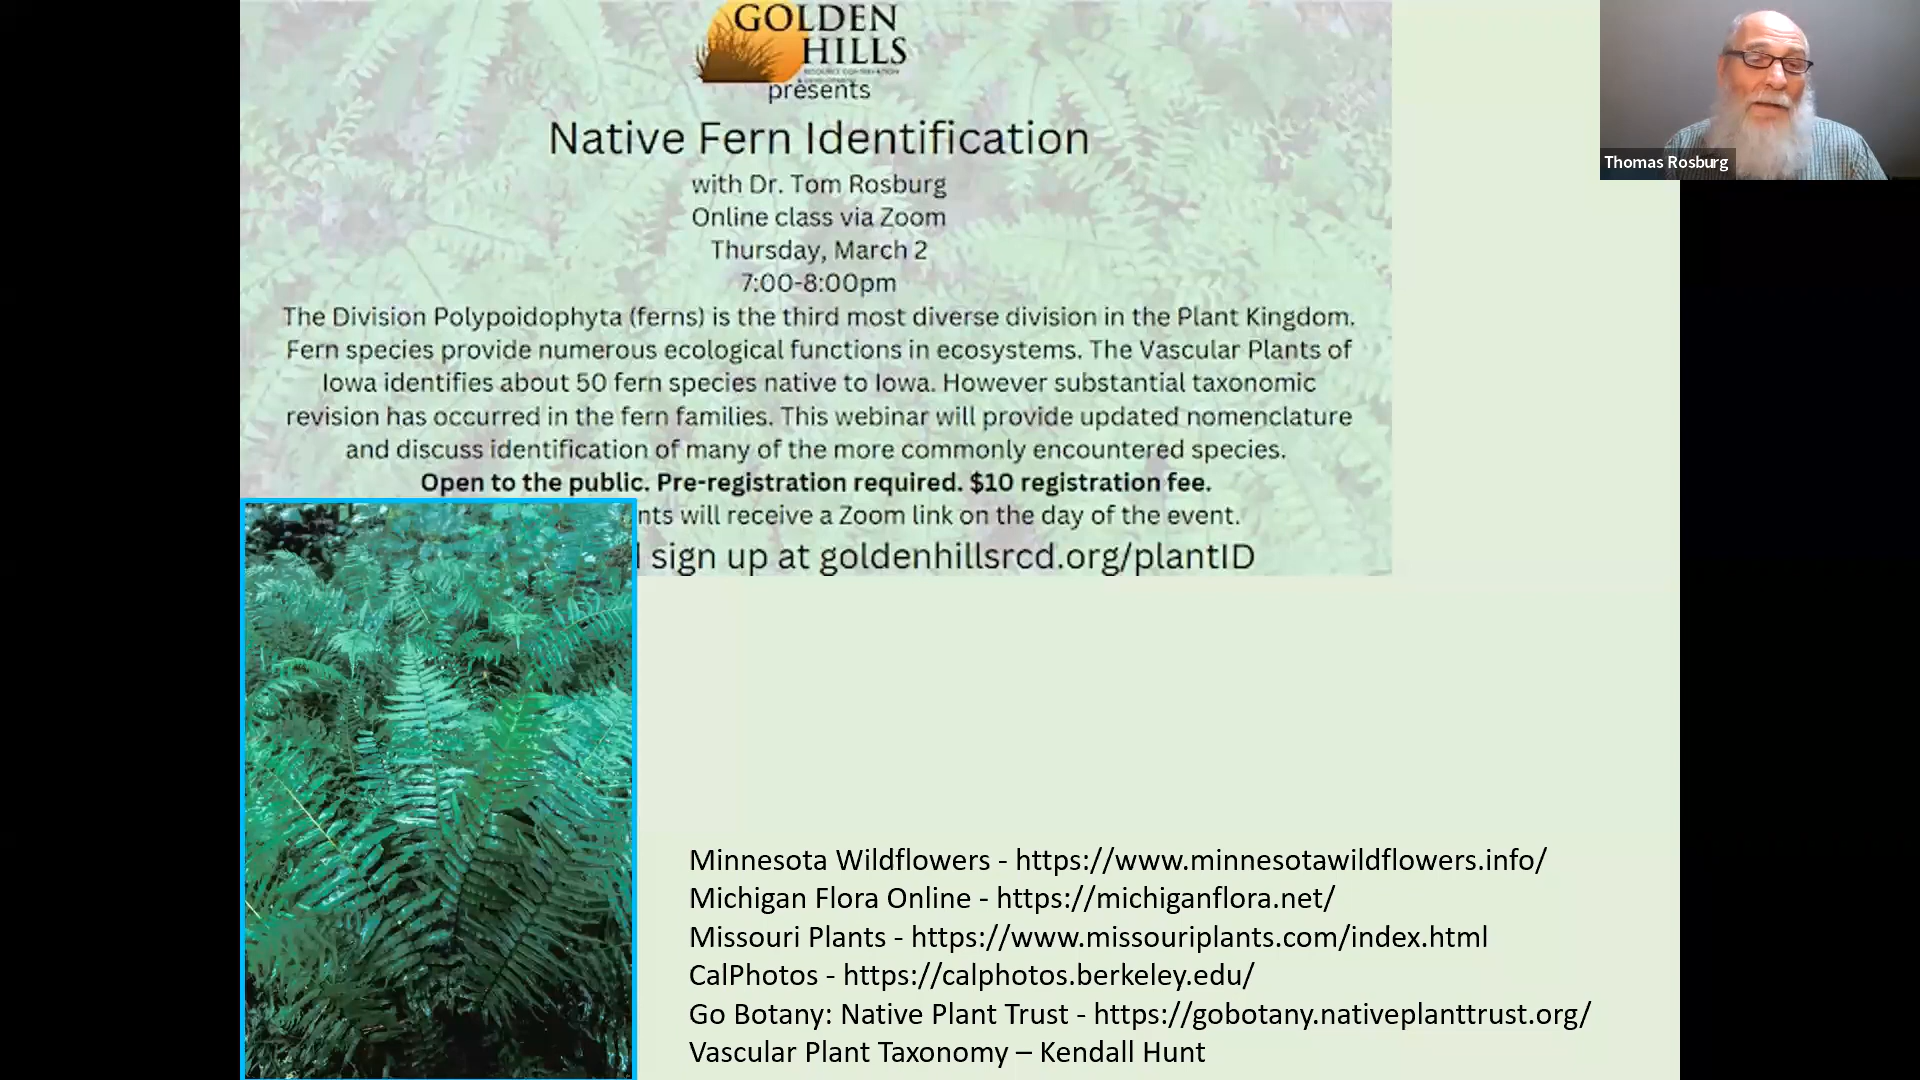 GOLDEN
HILLS
RESOURCE CONSERVATION
presents
Native Fern Identification
with Dr. Tom Rosburg
Online class via Zoom
Thursday, March 2
7:00-8:00pm
The Division Polypoidophyta (ferns) is the third most diverse division in the Plant Kingdom.
Fern species provide numerous ecological functions in ecosystems. The Vascular Plants of
Iowa identifies about 50 fern species native to Iowa. However substantial taxonomic
revision has occurred in the fern families. This webinar will provide updated nomenclature
and discuss identification of many of the more commonly encountered species.
Open to the public. Pre-registration required. $10 registration fee.
nts will receive a Zoom link on the day of the event.
sign up at goldenhillsrcd.org/plantID
Thomas Rosburg
Minnesota Wildflowers - https://www.minnesotawildflowers.info/
Michigan Flora Online - https://michiganflora.net/
Missouri Plants - https://www.missouriplants.com/index.html
CalPhotos - https://calphotos.berkeley.edu/
Go Botany: Native Plant Trust - https://gobotany.nativeplanttrust.org/
Vascular Plant Taxonomy – Kendall Hunt